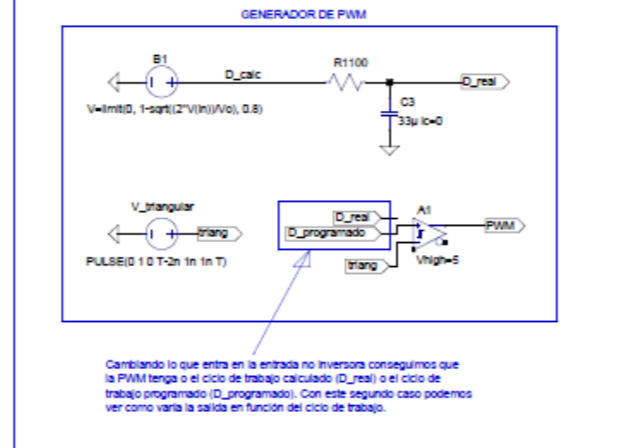 GENERADOR DE PWM
B1
D_calc
R1100
D_real
V=limit(0, 1-sqrt((2*V(in))/Vo), 0.8)
C3
33µ ic=0
V_triangular
triang
PULSE(0 1 0 T-2n 1n 1n T)
D_real
D_programado
triang
A1
PWM
Vhigh=5
Cambiando lo que entra en la entrada no inversora conseguimos que
la PWM tenga o el ciclo de trabajo calculado (D_real) o el ciclo de
trabajo programado (D_programado). Con este segundo caso podemos
ver como varia la salida en función del ciclo de trabajo.